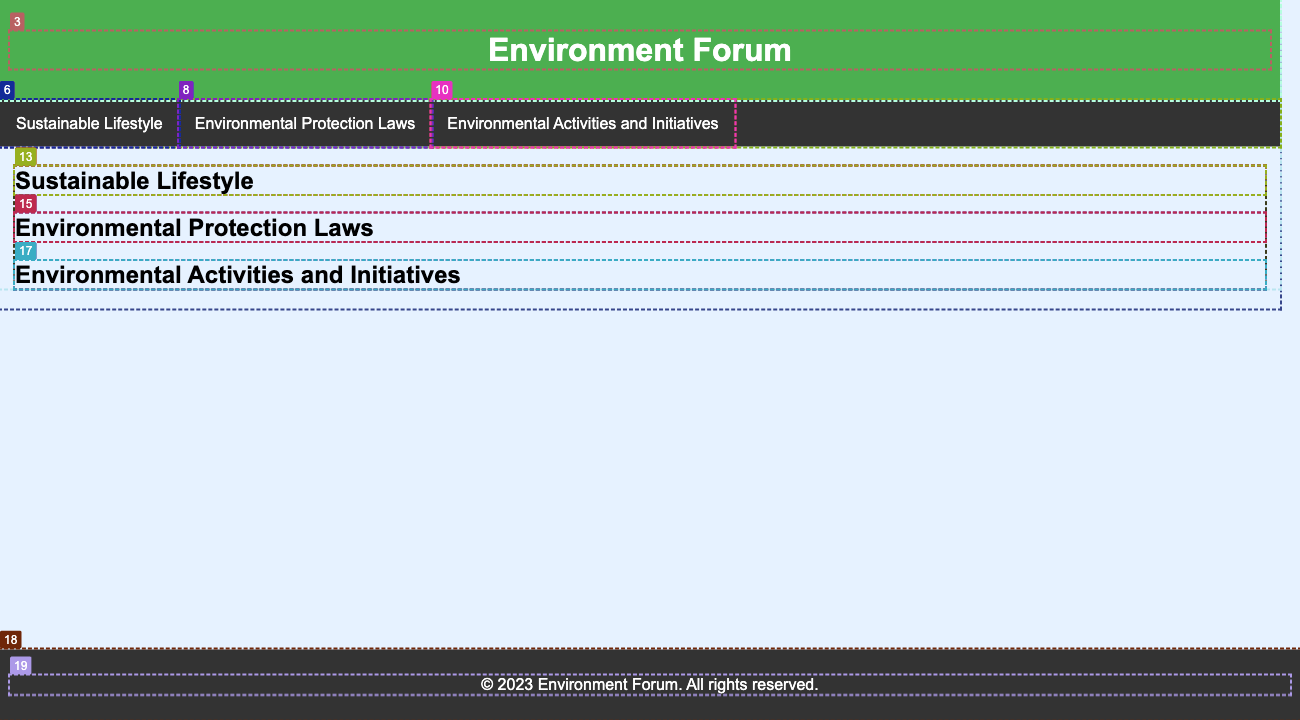 3
Environment Forum
6
8
10
Sustainable Lifestyle
Environmental Protection Laws
Environmental Activities and Initiatives
13
Sustainable Lifestyle
15
Environmental Protection Laws
17
Environmental Activities and Initiatives
18
19
© 2023 Environment Forum. All rights reserved.